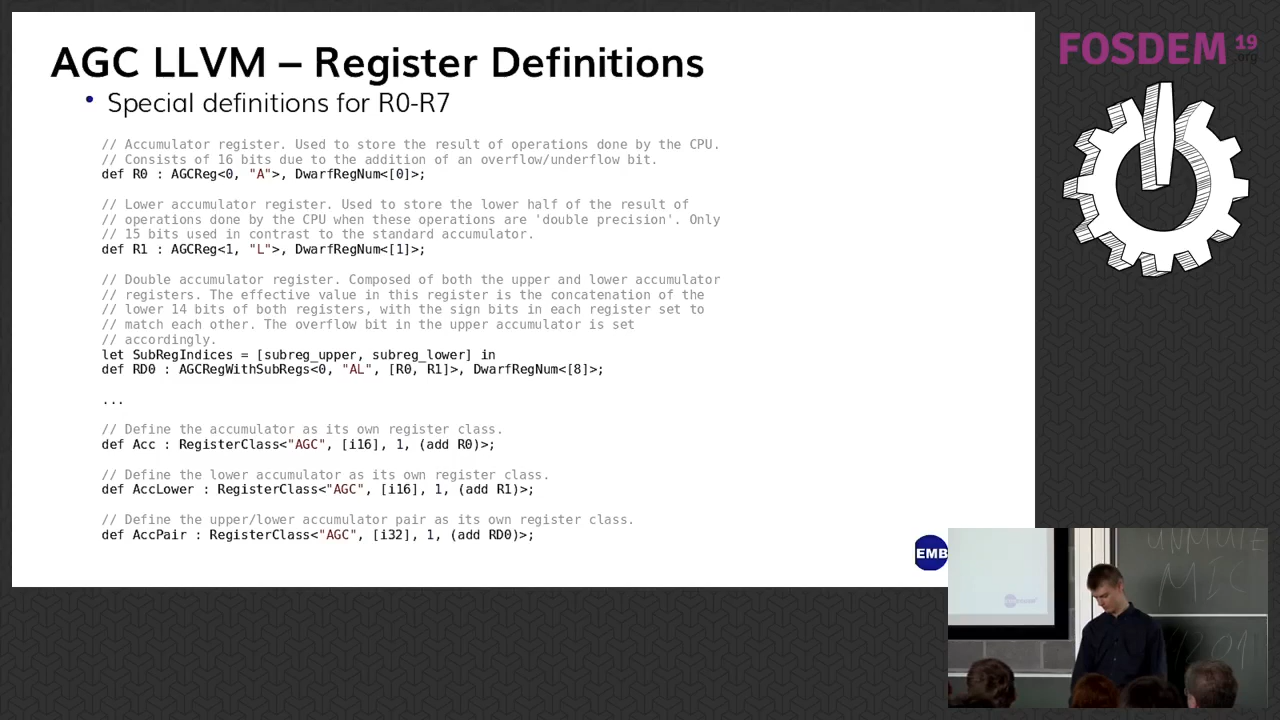 AGC LLVM – Register Definitions
• Special definitions for R0-R7
// Accumulator register. Used to store the result of operations done by the CPU.
// Consists of 16 bits due to the addition of an overflow/underflow bit.
def R0 : AGCReg<0, "A">, DwarfRegNum<[0]>;
// Lower accumulator register. Used to store the lower half of the result of
// operations done by the CPU when these operations are 'double precision'. Only
// 15 bits used in contrast to the standard accumulator.
def R1 : AGCReg<1, "L">, DwarfRegNum<[1]>;
// Double accumulator register. Composed of both the upper and lower accumulator
// registers. The effective value in this register is the concatenation of the
// lower 14 bits of both registers, with the sign bits in each register set to
// match each other. The overflow bit in the upper accumulator is set
// accordingly.
let SubRegIndices = [subreg_upper, subreg_lower] in
def RD0 : AGCRegWithSubRegs<0, "AL", [R0, R1]>, DwarfRegNum<[8]>;
...
// Define the accumulator as its own register class.
def Acc : RegisterClass<"AGC", [i16], 1, (add R0)>;
// Define the lower accumulator as its own register class.
def AccLower : RegisterClass<"AGC", [i16], 1, (add R1)>;
// Define the upper/lower accumulator pair as its own register class.
def AccPair : RegisterClass<"AGC", [i32], 1, (add RD0)>;
EMB
FOSDEM 19
.org
UNMUTE
MIC